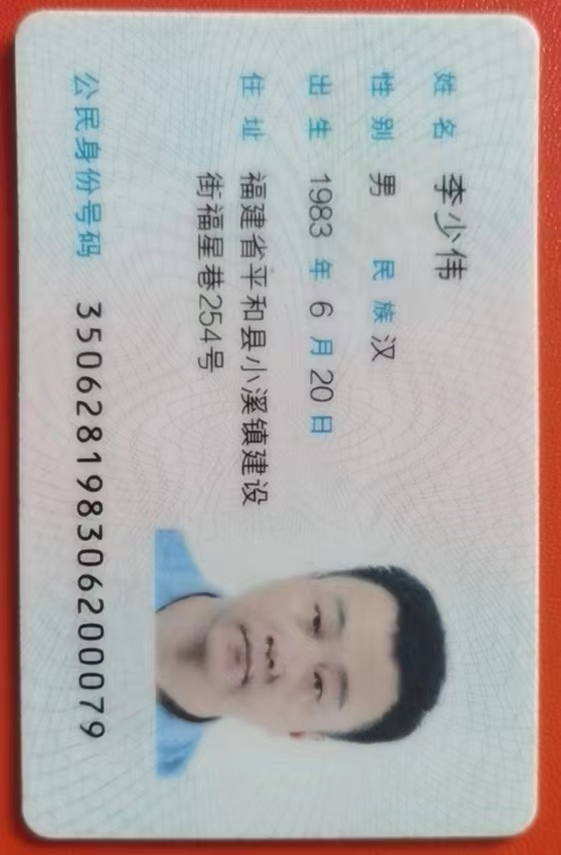 姓名 李少伟
性别 男 民族 汉
出生 1983 年 6 月 20 日
住址 福建省平和县小溪镇建设
街福星巷254号
公民身份号码 350628198306200079